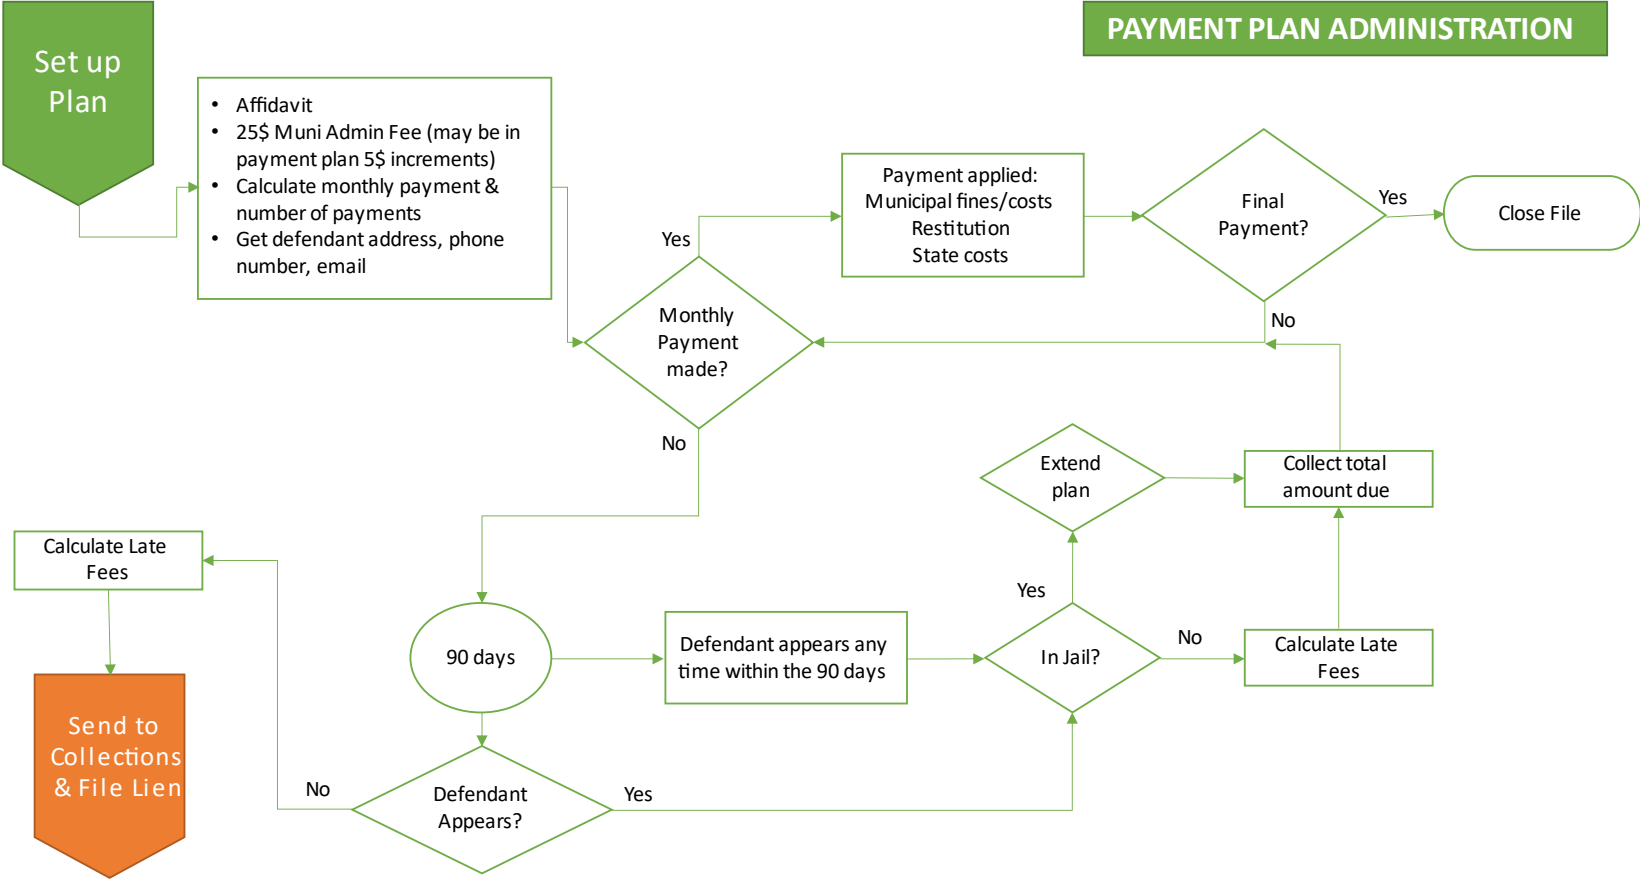 PAYMENT PLAN ADMINISTRATION
Set up
Plan
• Affidavit
• 25$ Muni Admin Fee (may be in
payment plan 5$ increments)
• Calculate monthly payment &
number of payments
• Get defendant address, phone
number, email
Payment applied:
Municipal fines/costs
Restitution
State costs
Final
Payment?
Yes
Close File
Yes
No
Monthly
Payment
made?
No
Extend
plan
Collect total
amount due
Calculate Late
Fees
Yes
90 days
Defendant appears any
time within the 90 days
In Jail?
No
Calculate Late
Fees
Send to
Collections
& File Lien
No
Defendant
Appears?
Yes